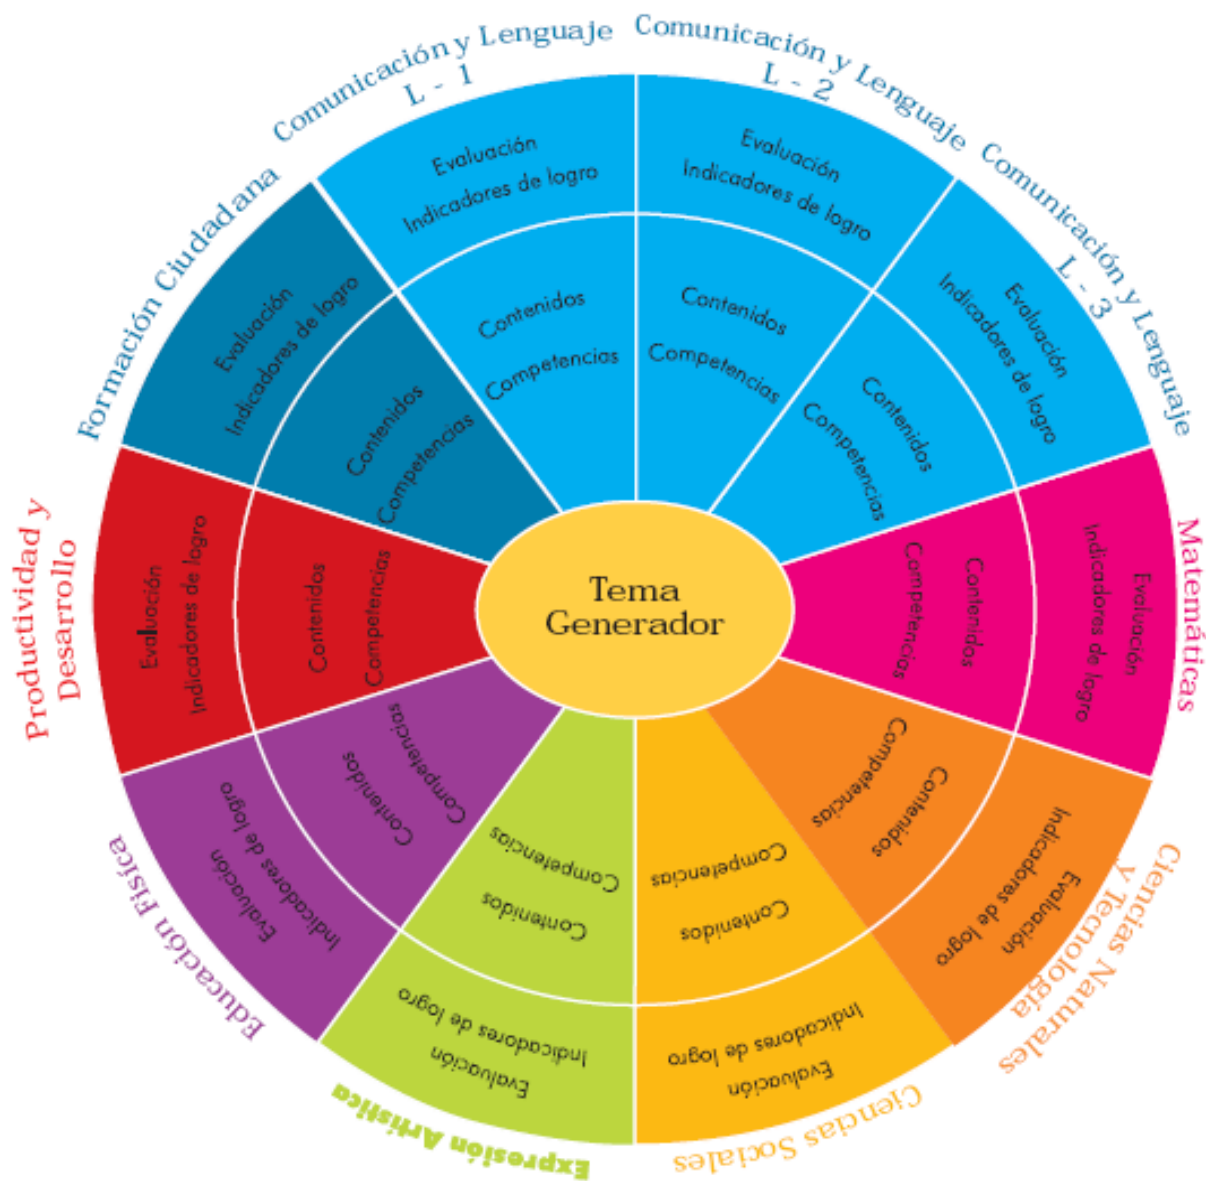 Comunicación y Lenguaje
L - 1
Evaluación
Indicadores de logro
Contenidos
Competencias
Comunicación y Lenguaje
L - 2
Evaluación
Indicadores de logro
Contenidos
Competencias
Comunicación y Lenguaje
L - 3
Evaluación
Indicadores de logro
Contenidos
Competencias
Matemáticas
Evaluación
Indicadores de logro
Contenidos
Competencias
Ciencias Naturales
y Tecnología
Evaluación
Indicadores de logro
Contenidos
Competencias
Ciencias Sociales
Evaluación
Indicadores de logro
Contenidos
Competencias
Expresión Artística
Evaluación
Indicadores de logro
Contenidos
Competencias
Educación Física
Evaluación
Indicadores de logro
Contenidos
Competencias
Productividad y
Desarrollo
Evaluación
Indicadores de logro
Contenidos
Competencias
Formación Ciudadana
Evaluación
Indicadores de logro
Contenidos
Competencias
Tema
Generador